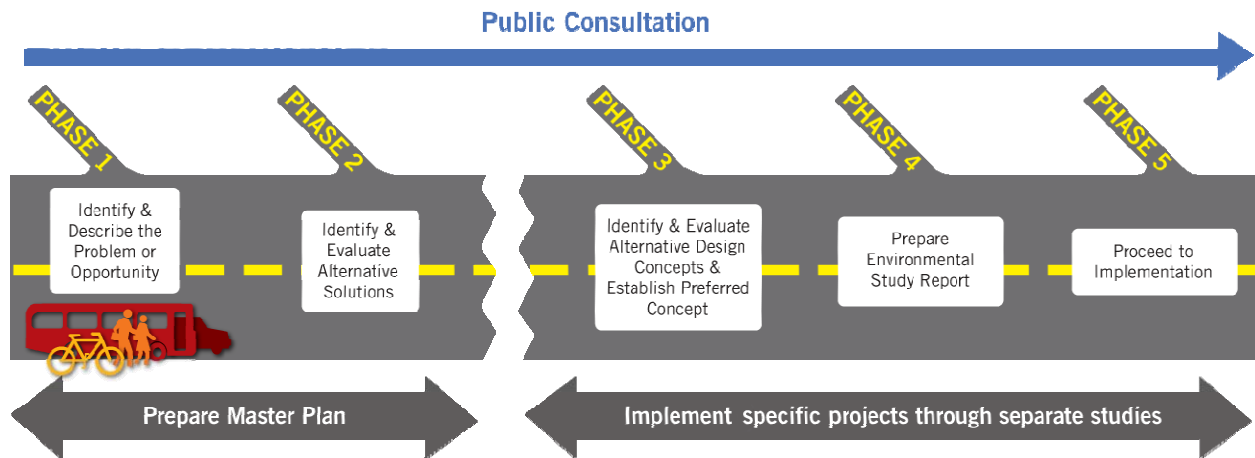 Public Consultation
PHASE 1
PHASE 2
PHASE 3
PHASE 4
PHASE 5
Identify &
Describe the
Problem or
Opportunity
Identify &
Evaluate
Alternative
Solutions
Identify & Evaluate
Alternative Design
Concepts &
Establish Preferred
Concept
Prepare
Environmental
Study Report
Proceed to
Implementation
Prepare Master Plan
Implement specific projects through separate studies